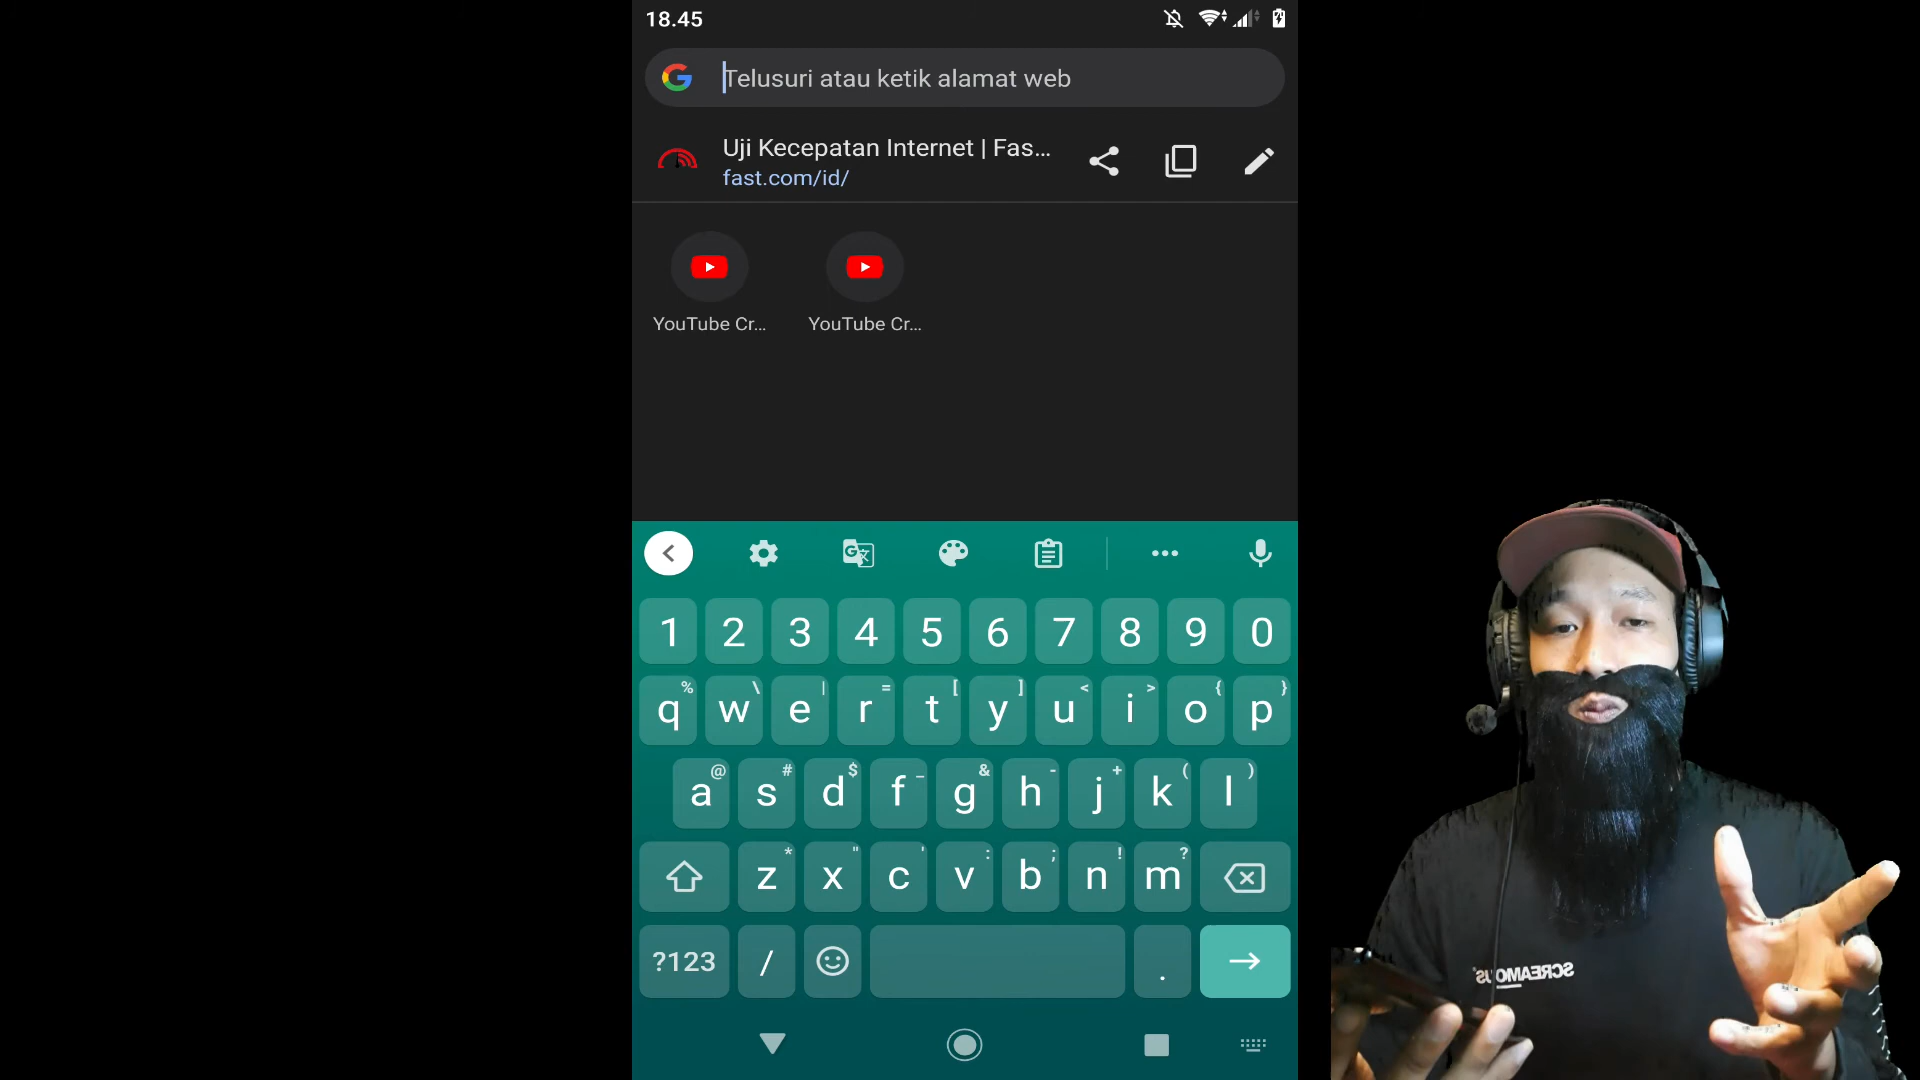 18.45
Telusuri atau ketik alamat web
Uji Kecepatan Internet | Fas...
fast.com/id/
YouTube Cr... YouTube Cr...
1 2 3 4 5 6 7 8 9 0
% \ | = [ ] < > { }
q w e r t y u i o p
@ # $ _ & - + ( )
a s d f g h j k l
* " ' : ; ! ?
z x c v b n m
?123 / .
SCREAMOUS